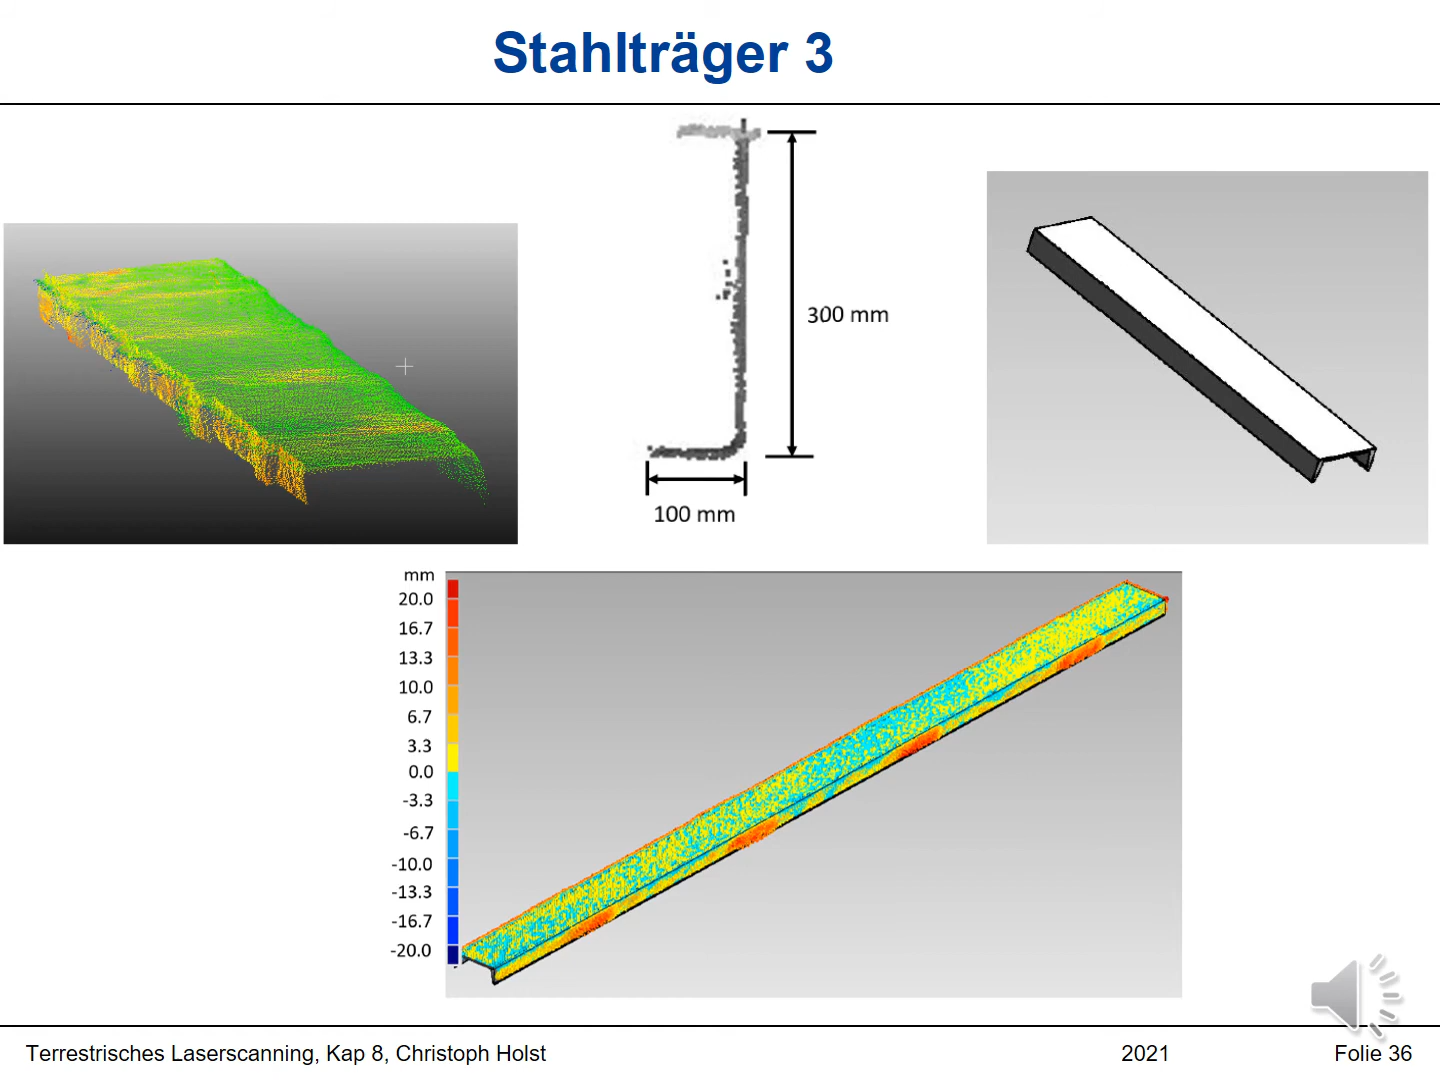 Stahlträger 3
300 mm
100 mm
mm
20.0
16.7
13.3
10.0
6.7
3.3
0.0
-3.3
-6.7
-10.0
-13.3
-16.7
-20.0
Terrestrisches Laserscanning, Kap 8, Christoph Holst
2021
Folie 36